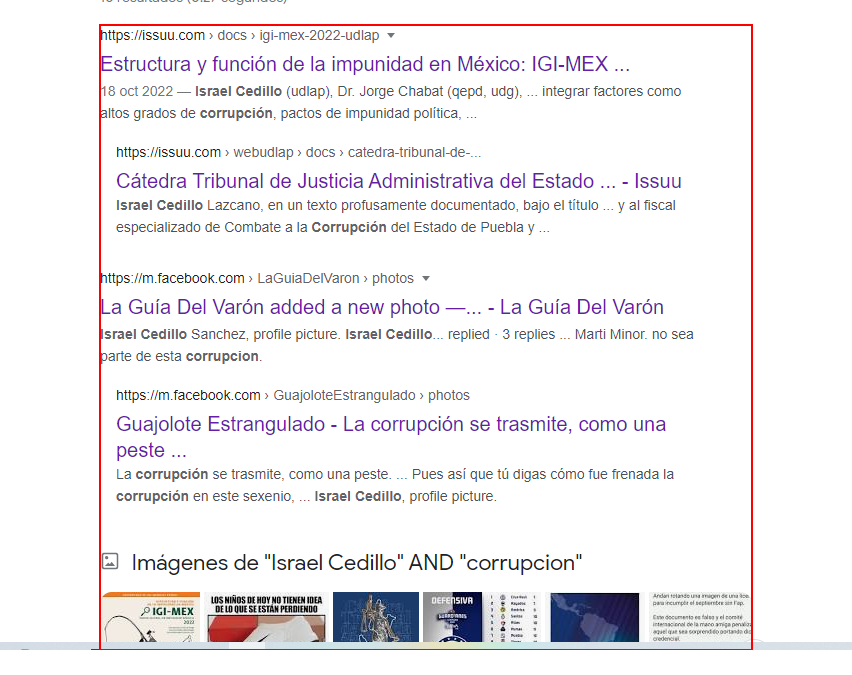 https://issuu.com › docs › igi-mex-2022-udlap
Estructura y función de la impunidad en México: IGI-MEX ...
18 oct 2022 — Israel Cedillo (udlap), Dr. Jorge Chabat (qepd, udg), ... integrar factores como
altos grados de corrupción, pactos de impunidad política, ...
https://issuu.com › webudlap › docs › catedra-tribunal-de-...
Cátedra Tribunal de Justicia Administrativa del Estado ... - Issuu
Israel Cedillo Lazcano, en un texto profusamente documentado, bajo el título ... y al fiscal
especializado de Combate a la Corrupción del Estado de Puebla y ...
https://m.facebook.com › LaGuiaDelVaron › photos
La Guía Del Varón added a new photo —... - La Guía Del Varón
Israel Cedillo Sanchez, profile picture. Israel Cedillo... replied · 3 replies ... Marti Minor. no sea
parte de esta corrupcion.
https://m.facebook.com › GuajoloteEstrangulado › photos
Guajolote Estrangulado - La corrupción se trasmite, como una
peste ...
La corrupción se trasmite, como una peste. ... Pues así que tú digas cómo fue frenada la
corrupción en este sexenio, ... Israel Cedillo, profile picture.
Imágenes de "Israel Cedillo" AND "corrupcion"
IGI-MEX
2022
LOS NIÑOS DE HOY NO TIENEN IDEA
DE LO QUE SE ESTÁN PERDIENDO
DEFENSIVA
Andan rotando una imagen de una
para incumplir el septiembre sin Fap.
Este documento es falso y el comité
internacional de la mano amiga penaliza
aquel que sea sorprendido portando
credencial.